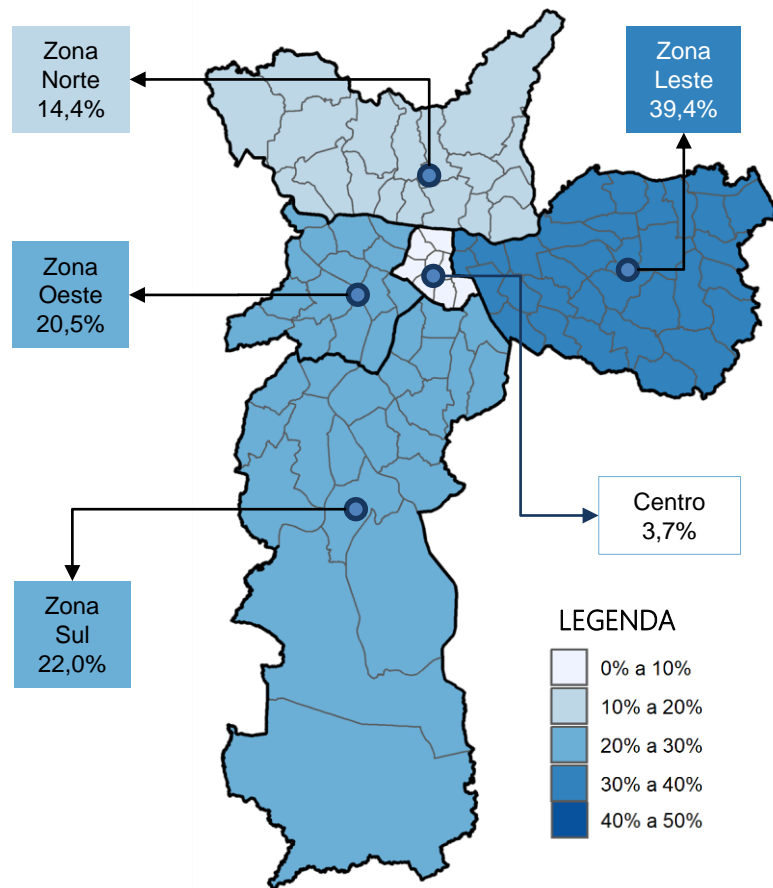 Zona
Norte
14,4%
Zona
Leste
39,4%
Zona
Oeste
20,5%
Centro
3,7%
Zona
Sul
22,0%
LEGENDA
0% a 10%
10% a 20%
20% a 30%
30% a 40%
40% a 50%